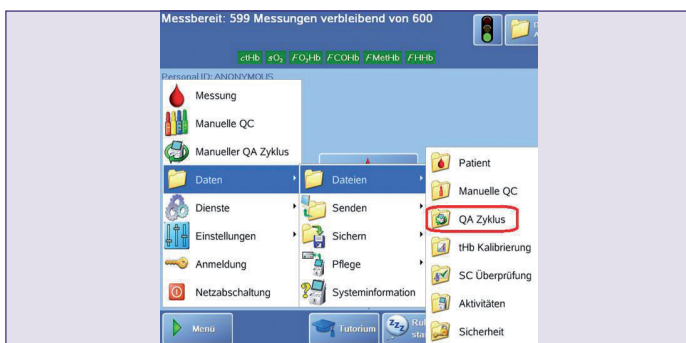 Messbereit: 599 Messungen verbleibend von 600
ctHb sO₂ FO₂Hb FCOHb FMetHb FHHb
Personal ID: ANONYMOUS
Messung
Manuelle QC
Manueller QA Zyklus
Daten
Dienste
Einstellungen
Anmeldung
Netzabschaltung
Dateien
Senden
Sichern
Pflege
Systeminformation
Patient
Manuelle QC
QA Zyklus
tHb Kalibrierung
SC Überprüfung
Aktivitäten
Sicherheit
Menü
Tutorium